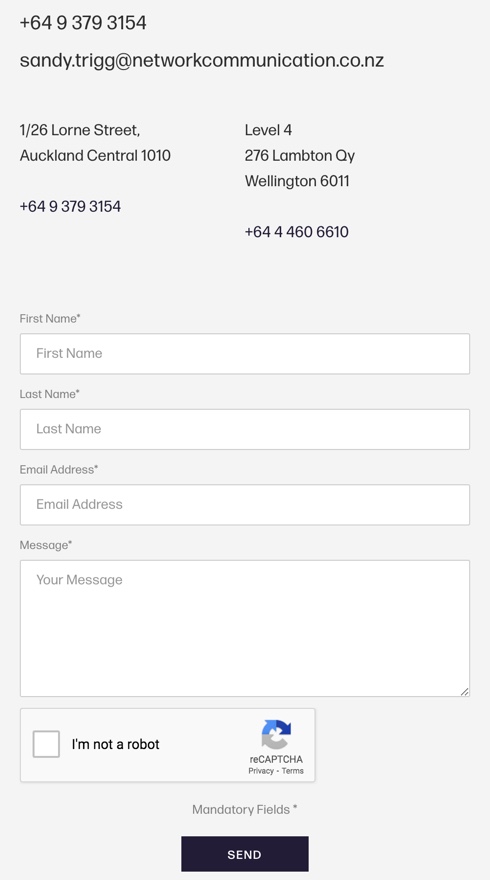 +64 9 379 3154
sandy.trigg@networkcommunication.co.nz
1/26 Lorne Street,
Auckland Central 1010
+64 9 379 3154
Level 4
276 Lambton Qy
Wellington 6011
+64 4 460 6610
First Name*
First Name
Last Name*
Last Name
Email Address*
Email Address
Message*
Your Message
I'm not a robot
reCAPTCHA
Privacy - Terms
Mandatory Fields *
SEND